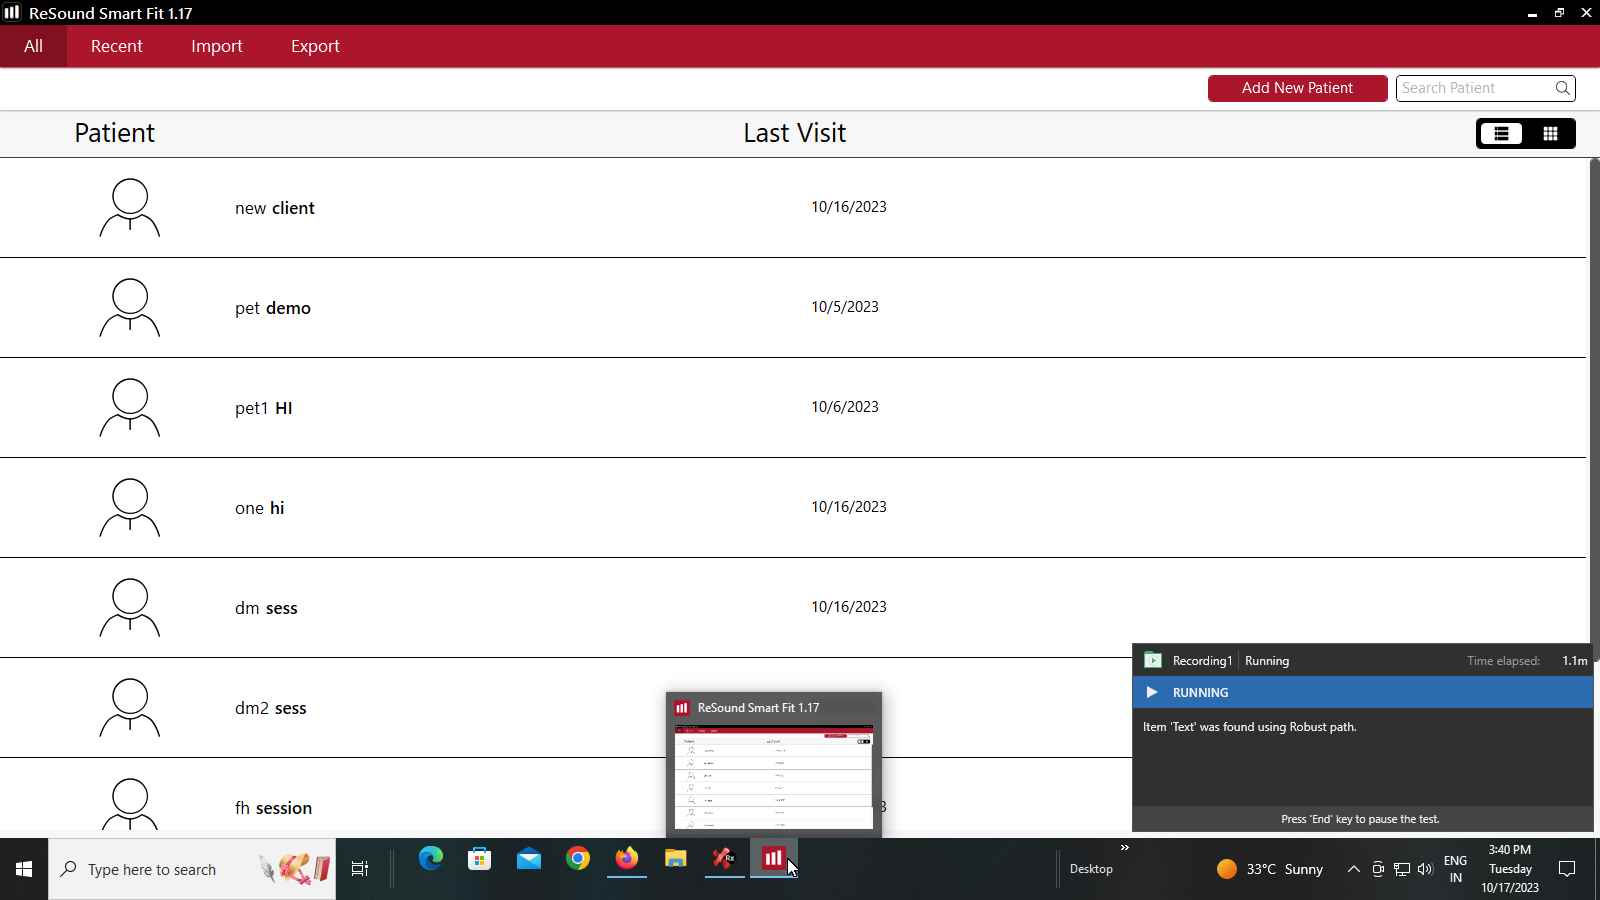 ReSound Smart Fit 1.17
All Recent Import Export
Add New Patient Search Patient
Patient Last Visit
new client 10/16/2023
pet demo 10/5/2023
pet1 HI 10/6/2023
one hi 10/16/2023
dm sess 10/16/2023
dm2 sess
fh session 3
Recording1 Running Time elapsed: 1.1m
RUNNING
Item 'Text' was found using Robust path.
Press 'End' key to pause the test.
ReSound Smart Fit 1.17
Type here to search
Rx
Desktop
33°C Sunny
ENG
IN
3:40 PM
Tuesday
10/17/2023